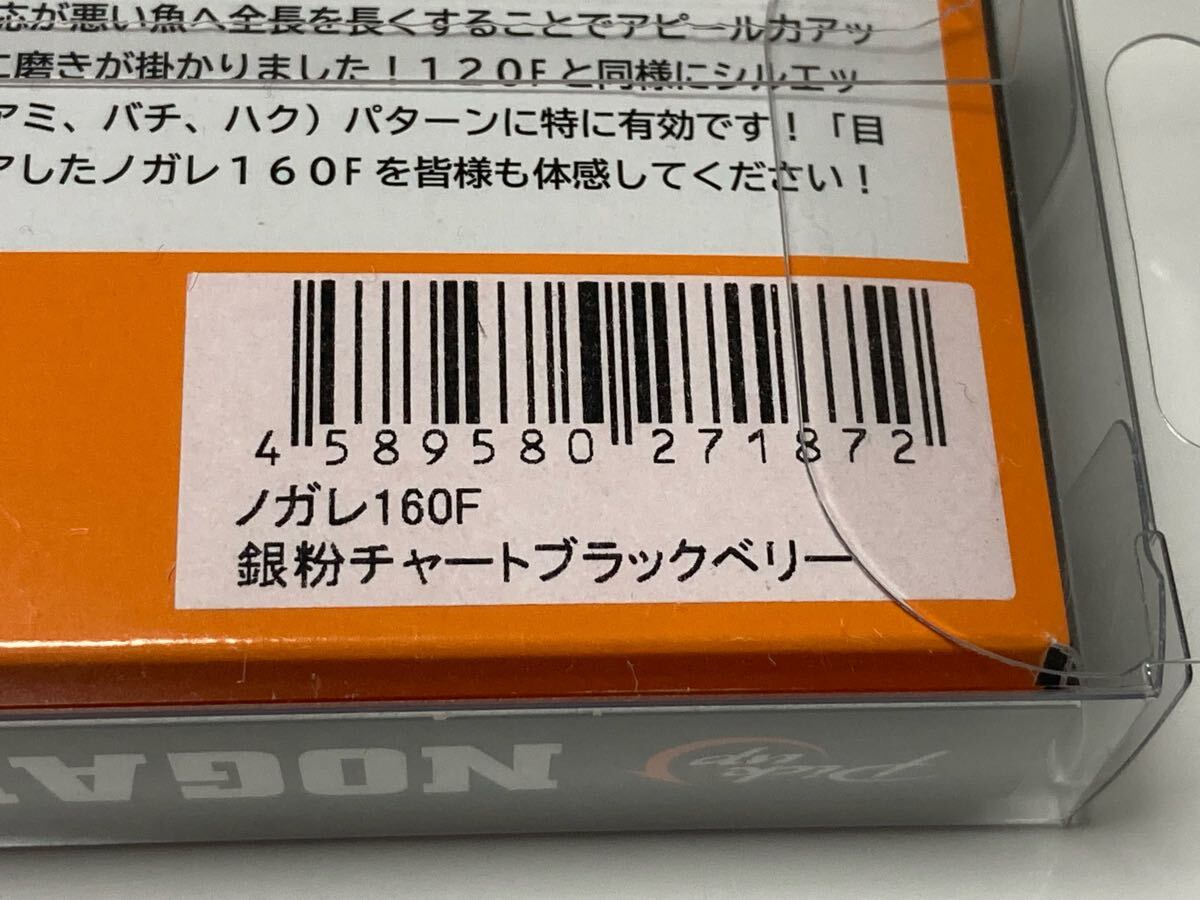 応が悪い魚へ全長を長くすることでアピール力アッ
に磨きが掛かりました！１２０Ｆと同様にシルエッ
アミ、バチ、ハク）パターンに特に有効です！「目
アしたノガレ１６０Ｆを皆様も体感してください！
4 589580 271872
ノガレ160F
銀粉チャートブラックベリー
Pick up
NOGA